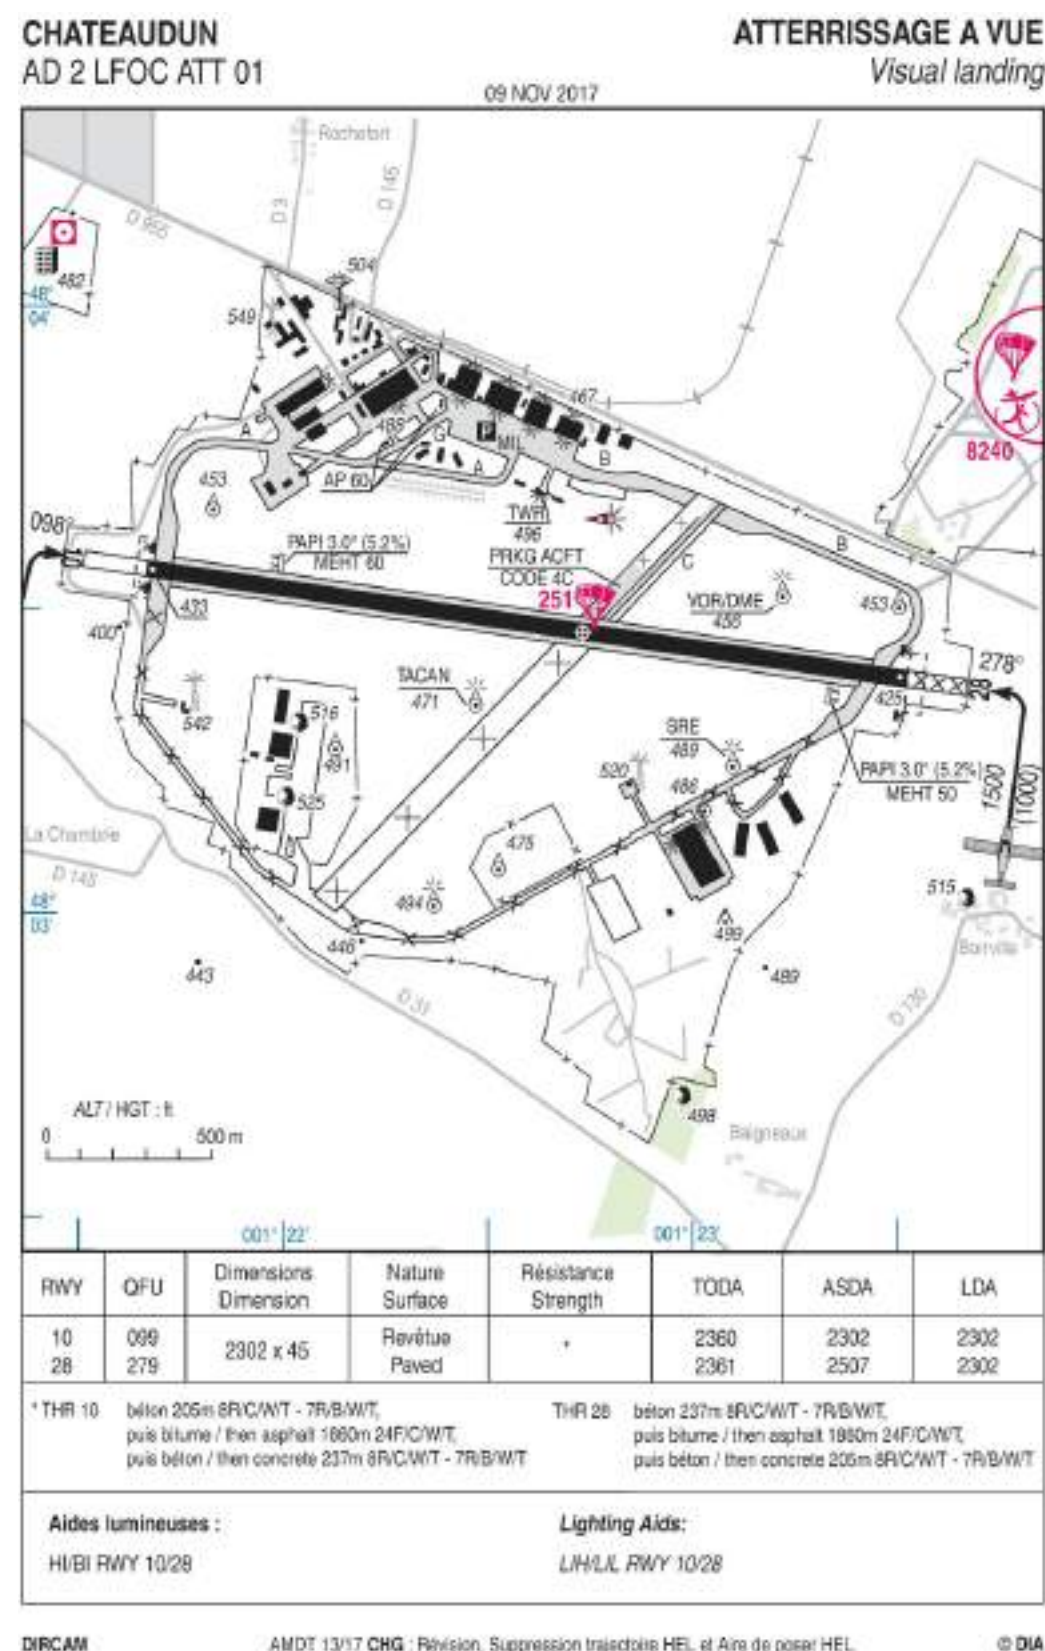 CHATEAUDUN
AD 2 LFOC ATT 01
ATTERRISSAGE A VUE
Visual landing
09 NOV 2017
Rochefort
D 3
D 145
D 955
504
482
48°
04'
549
467
8240
488
A
G
MIL
B
A
453
AP 60
TWR
496
098°
PAPI 3.0° (5.2%)
MEHT 60
PRKG ACFT
CODE 4C
251
C
B
VOR/DME
458
453
433
400
278°
28
TACAN
471
425
542
516
491
SRE
489
520
486
PAPI 3.0° (5.2%)
MEHT 50
1500
(1000)
525
La Chambrie
D 145
475
48°
03'
494
515
499
446
Bonville
443
489
D 31
D 130
ALT / HGT : ft
0 500 m
498
Baigneaux
001° 22' 001° 23'
RWY QFU Dimensions Nature Résistance TODA ASDA LDA
Dimension Surface Strength
10 099 2302 x 45 Revêtue * 2360 2302 2302
28 279 Paved 2361 2507 2302
* THR 10 béton 205m 8R/C/W/T - 7R/B/W/T,
puis bitume / then asphalt 1860m 24F/C/W/T,
puis béton / then concrete 237m 8R/C/W/T - 7R/B/W/T
THR 28 béton 237m 8R/C/W/T - 7R/B/W/T,
puis bitume / then asphalt 1860m 24F/C/W/T,
puis béton / then concrete 205m 8R/C/W/T - 7R/B/W/T
Aides lumineuses :
HI/BI RWY 10/28
Lighting Aids:
LIH/LIL RWY 10/28
DIRCAM
AMDT 13/17 CHG : Révision, Suppression trajectoire HEL et Aire de poser HEL.
© DIA